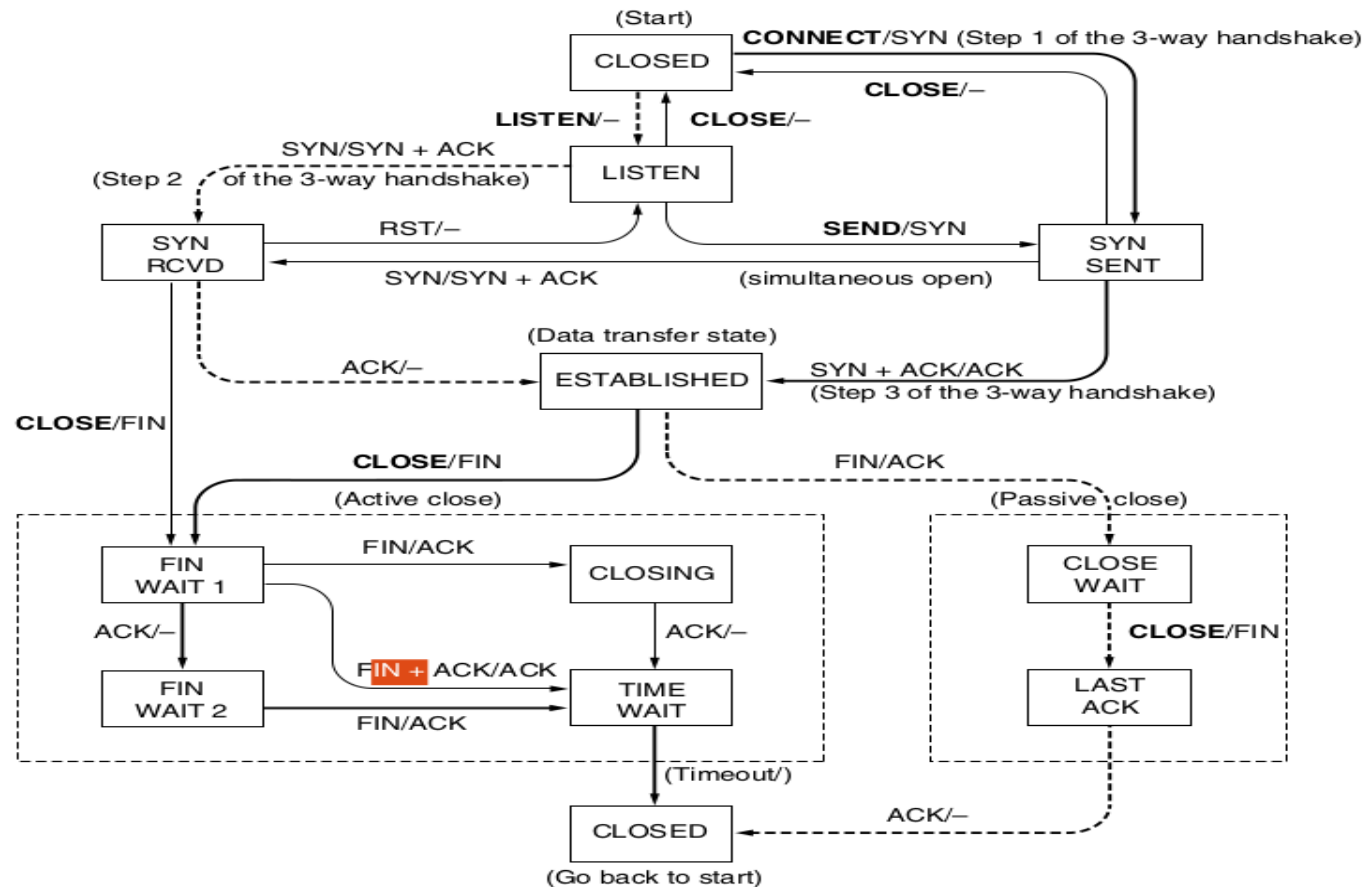 (Start)
CLOSED
CONNECT/SYN (Step 1 of the 3-way handshake)
CLOSE/–
LISTEN/–
CLOSE/–
SYN/SYN + ACK
(Step 2 of the 3-way handshake)
LISTEN
RST/–
SEND/SYN
SYN
RCVD
SYN
SENT
SYN/SYN + ACK
(simultaneous open)
(Data transfer state)
ACK/–
ESTABLISHED
SYN + ACK/ACK
(Step 3 of the 3-way handshake)
CLOSE/FIN
CLOSE/FIN
FIN/ACK
(Active close)
(Passive close)
FIN
WAIT 1
FIN/ACK
CLOSING
CLOSE
WAIT
ACK/–
ACK/–
CLOSE/FIN
FIN + ACK/ACK
FIN
WAIT 2
FIN/ACK
TIME
WAIT
LAST
ACK
(Timeout/)
CLOSED
ACK/–
(Go back to start)